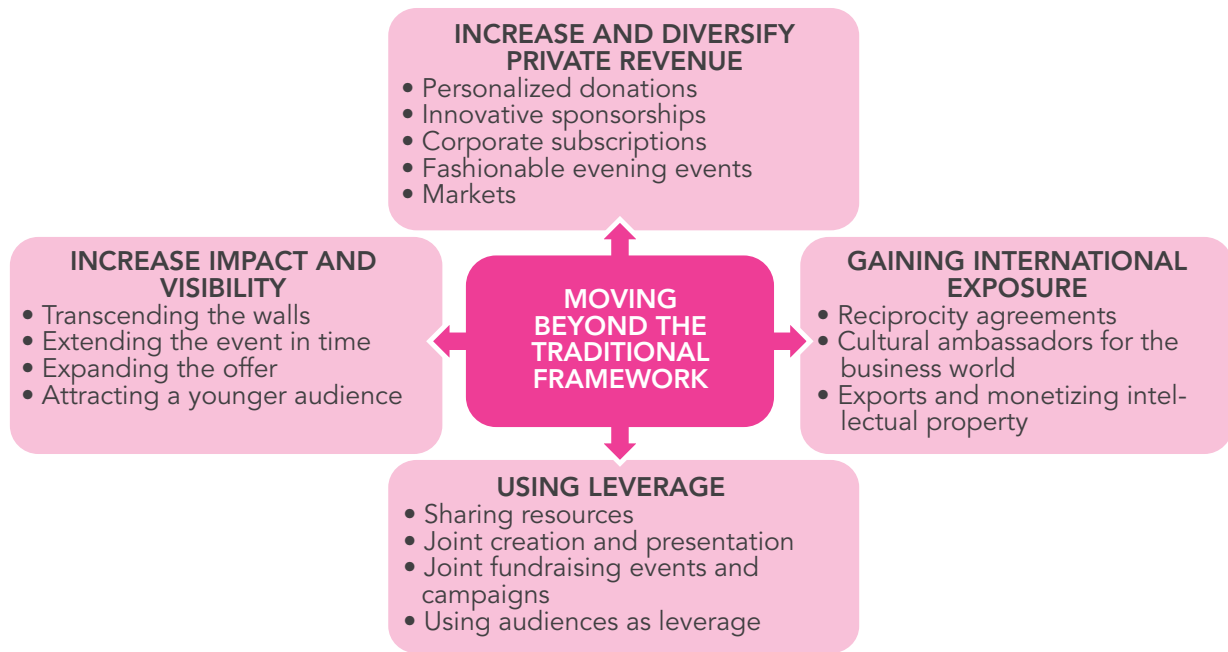 INCREASE AND DIVERSIFY
PRIVATE REVENUE
• Personalized donations
• Innovative sponsorships
• Corporate subscriptions
• Fashionable evening events
• Markets
INCREASE IMPACT AND
VISIBILITY
• Transcending the walls
• Extending the event in time
• Expanding the offer
• Attracting a younger audience
MOVING
BEYOND THE
TRADITIONAL
FRAMEWORK
GAINING INTERNATIONAL
EXPOSURE
• Reciprocity agreements
• Cultural ambassadors for the
business world
• Exports and monetizing intel-
lectual property
USING LEVERAGE
• Sharing resources
• Joint creation and presentation
• Joint fundraising events and
campaigns
• Using audiences as leverage